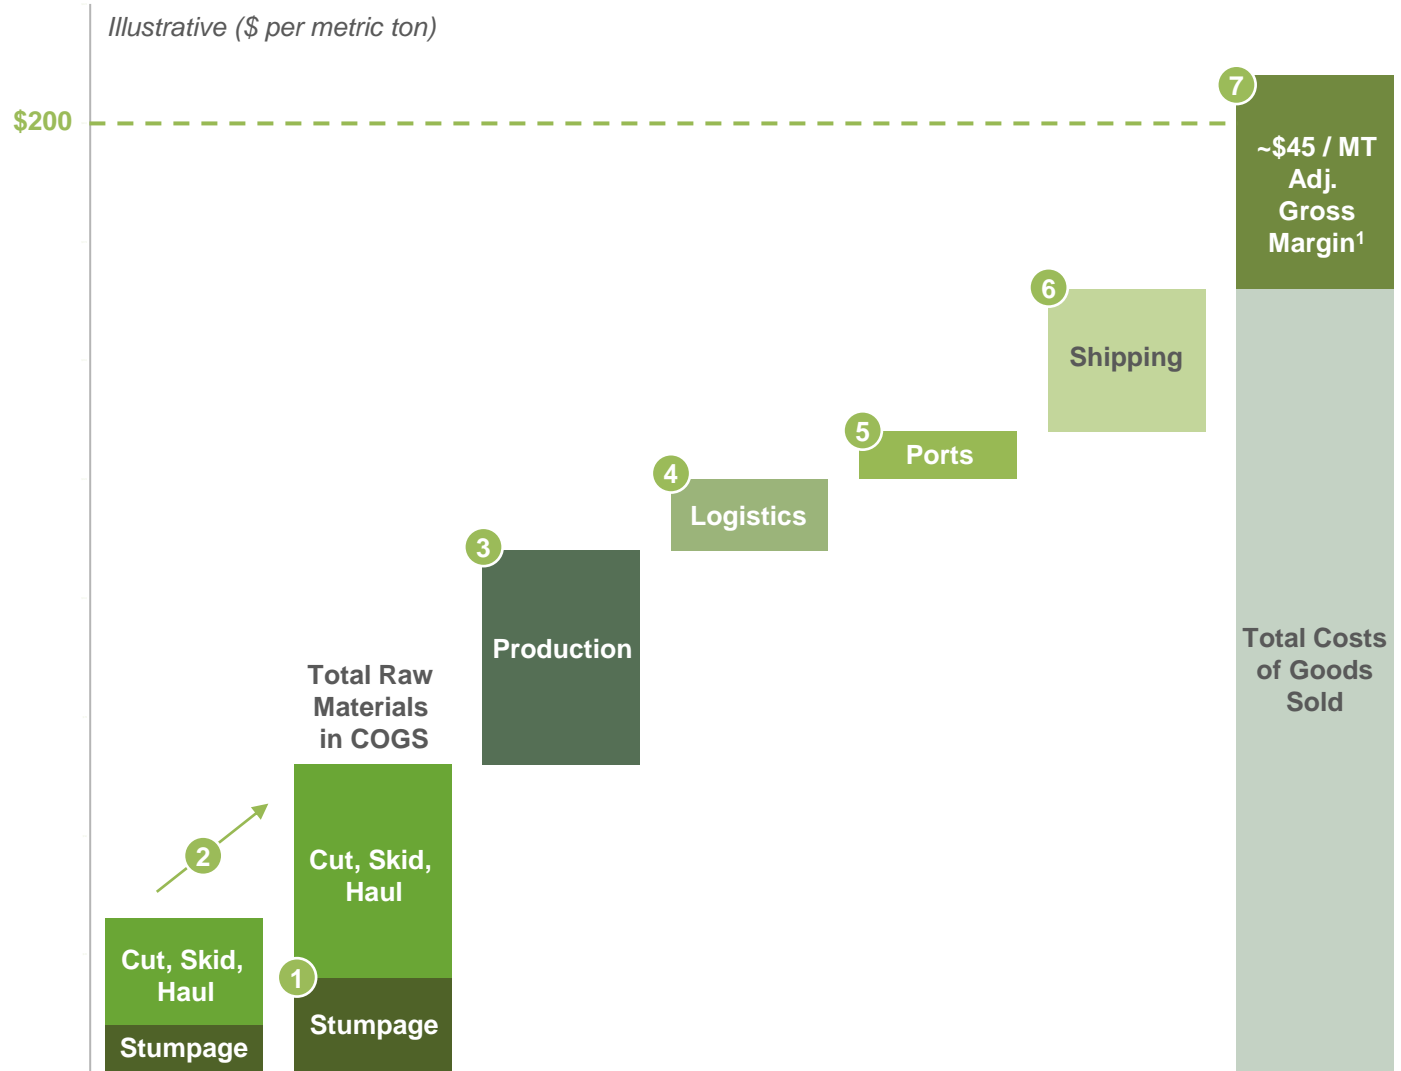 Illustrative ($ per metric ton)
$200
7
~$45 / MT
Adj.
Gross
Margin¹
6
Shipping
5
Ports
4
Logistics
3
Production
Total Costs
of Goods
Sold
Total Raw
Materials
in COGS
2
Cut, Skid,
Haul
Cut, Skid,
Haul
1
Stumpage
Stumpage